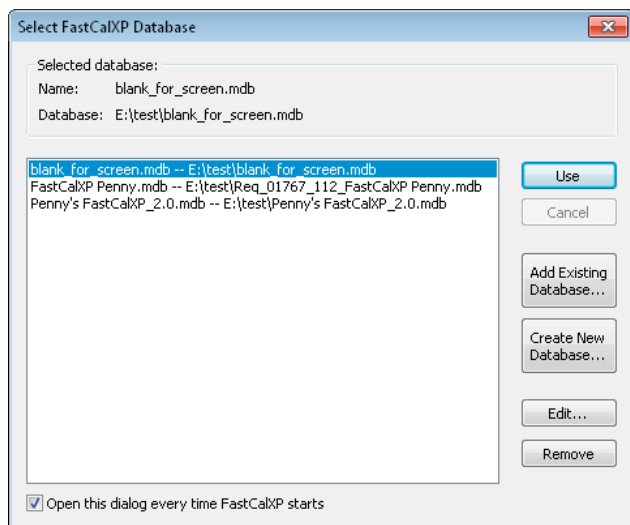 Select FastCalXP Database
Selected database:
Name: blank_for_screen.mdb
Database: E:\test\blank_for_screen.mdb
blank_for_screen.mdb -- E:\test\blank_for_screen.mdb
FastCalXP Penny.mdb -- E:\test\Req_01767_112_FastCalXP Penny.mdb
Penny's FastCalXP_2.0.mdb -- E:\test\Penny's FastCalXP_2.0.mdb
Use
Cancel
Add Existing
Database...
Create New
Database...
Edit...
Remove
Open this dialog every time FastCalXP starts